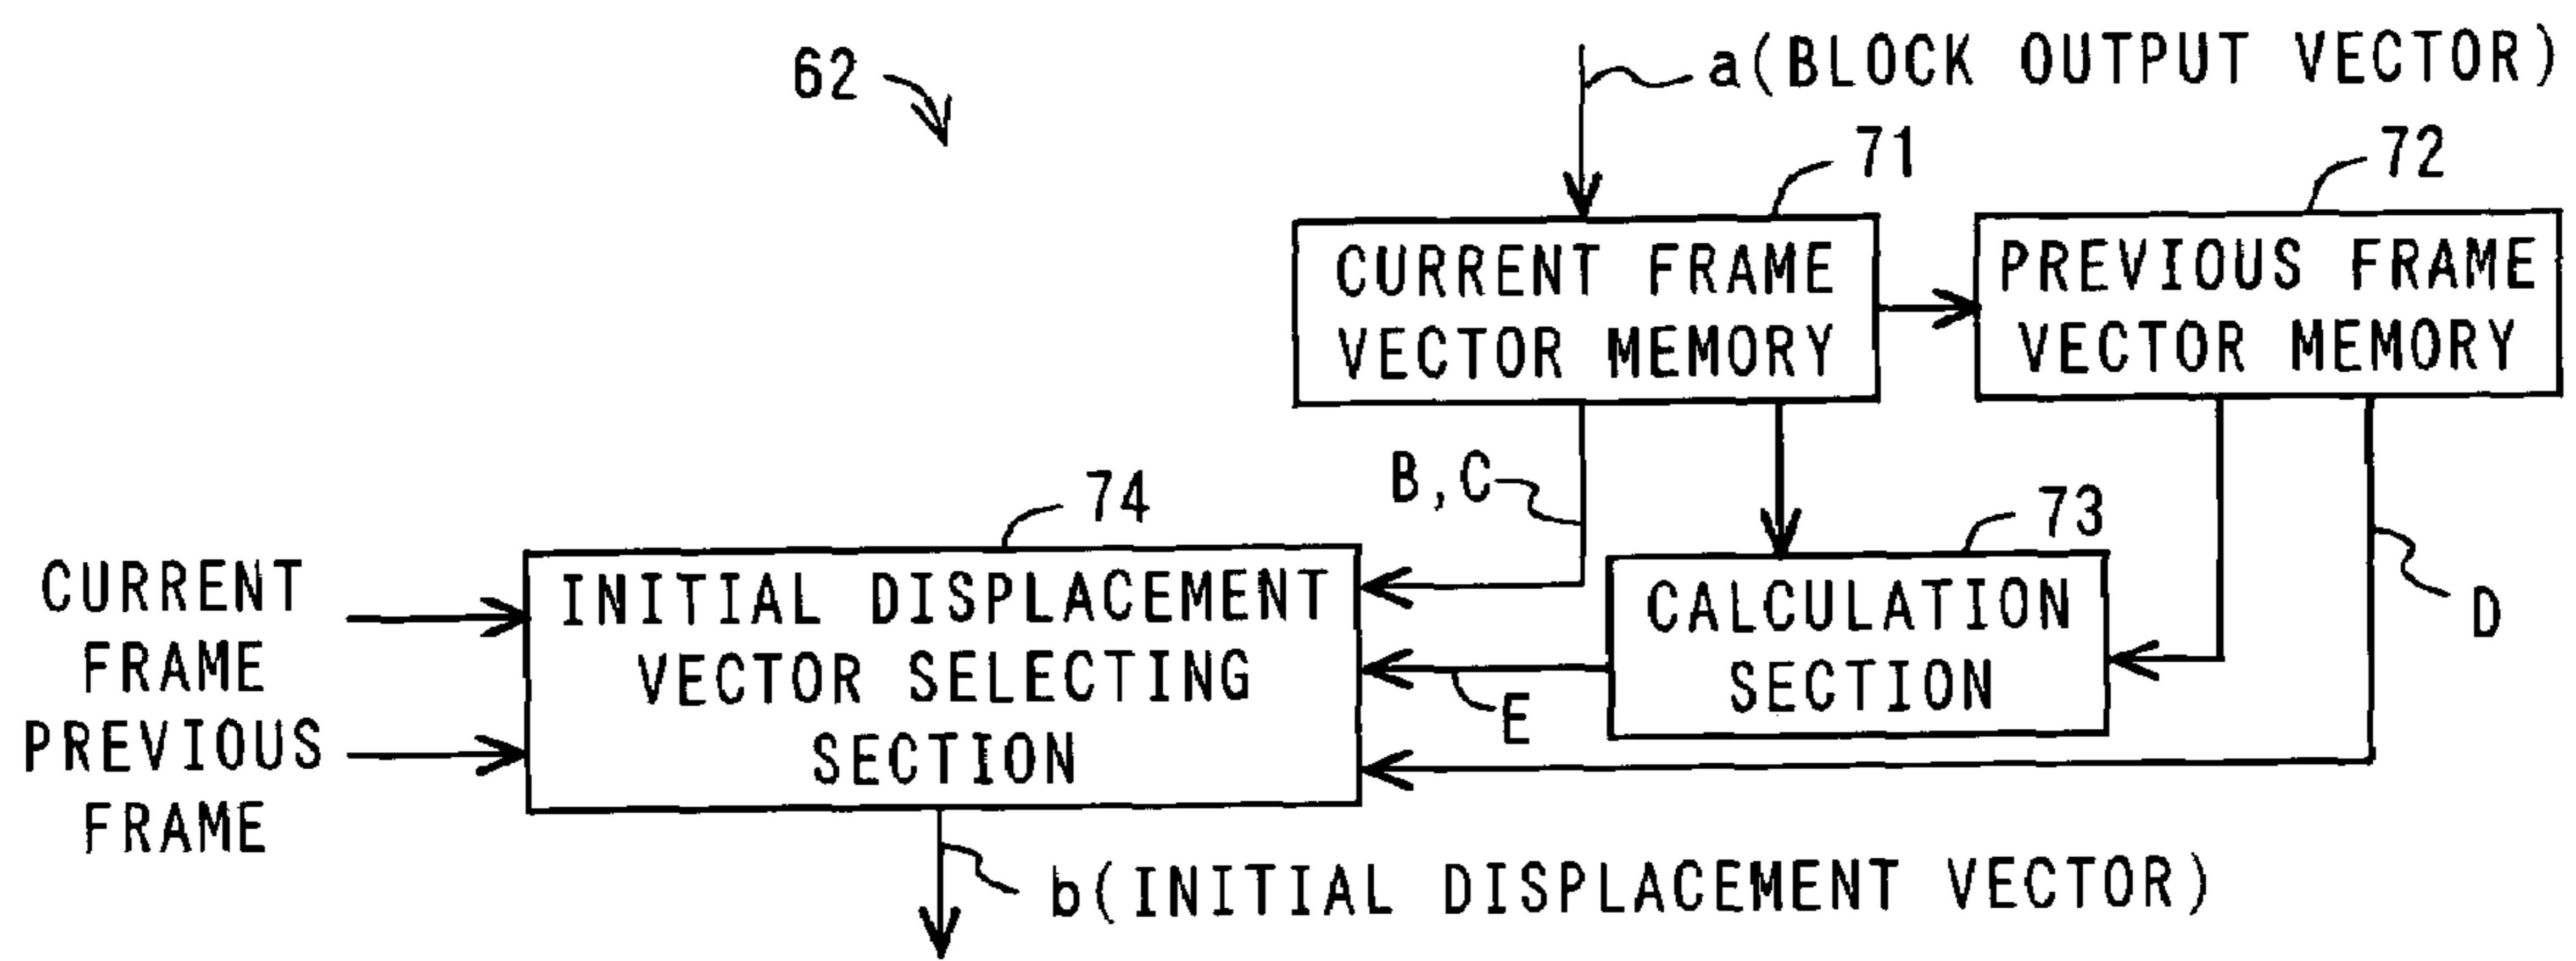 62
a(BLOCK OUTPUT VECTOR)
71
72
CURRENT FRAME
VECTOR MEMORY
PREVIOUS FRAME
VECTOR MEMORY
B,C
74
73
CURRENT
FRAME
PREVIOUS
FRAME
INITIAL DISPLACEMENT
VECTOR SELECTING
SECTION
CALCULATION
SECTION
D
E
b(INITIAL DISPLACEMENT VECTOR)